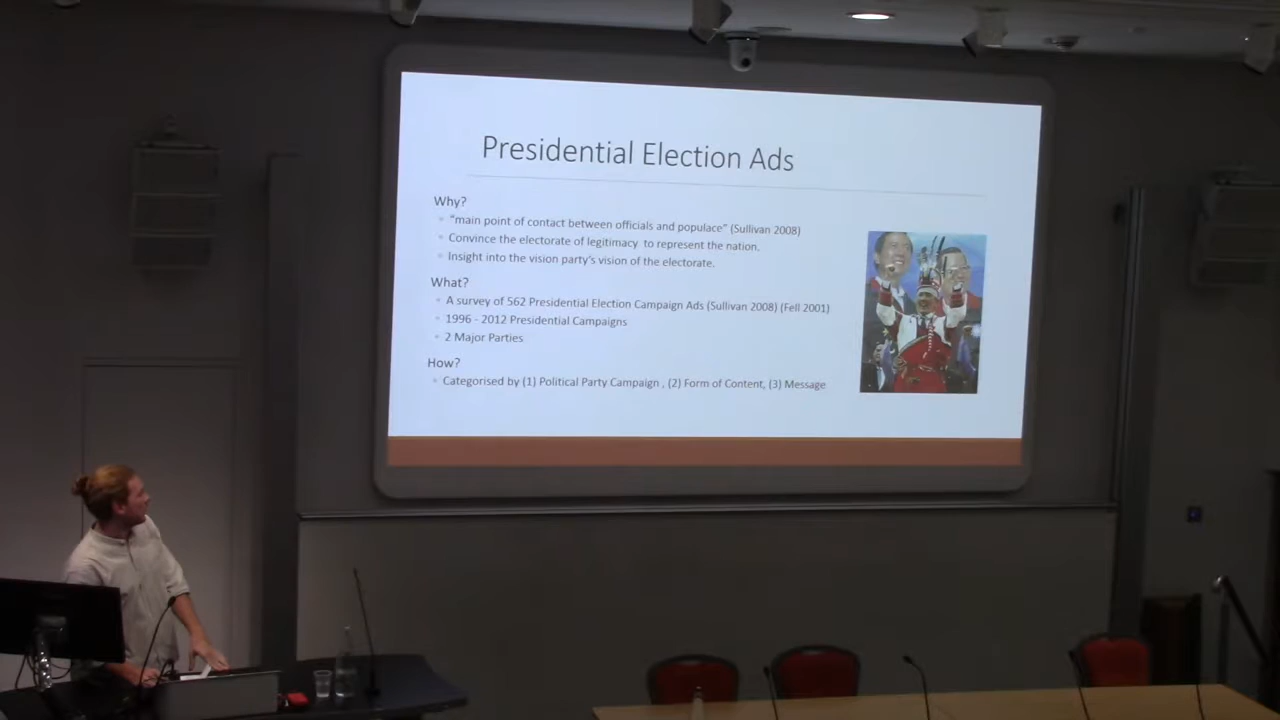 Presidential Election Ads
Why?
"main point of contact between officials and populace" (Sullivan 2008)
Convince the electorate of legitimacy to represent the nation.
Insight into the vision party's vision of the electorate.
What?
A survey of 562 Presidential Election Campaign Ads (Sullivan 2008) (Fell 2001)
1996 - 2012 Presidential Campaigns
2 Major Parties
How?
Categorised by (1) Political Party Campaign , (2) Form of Content, (3) Message